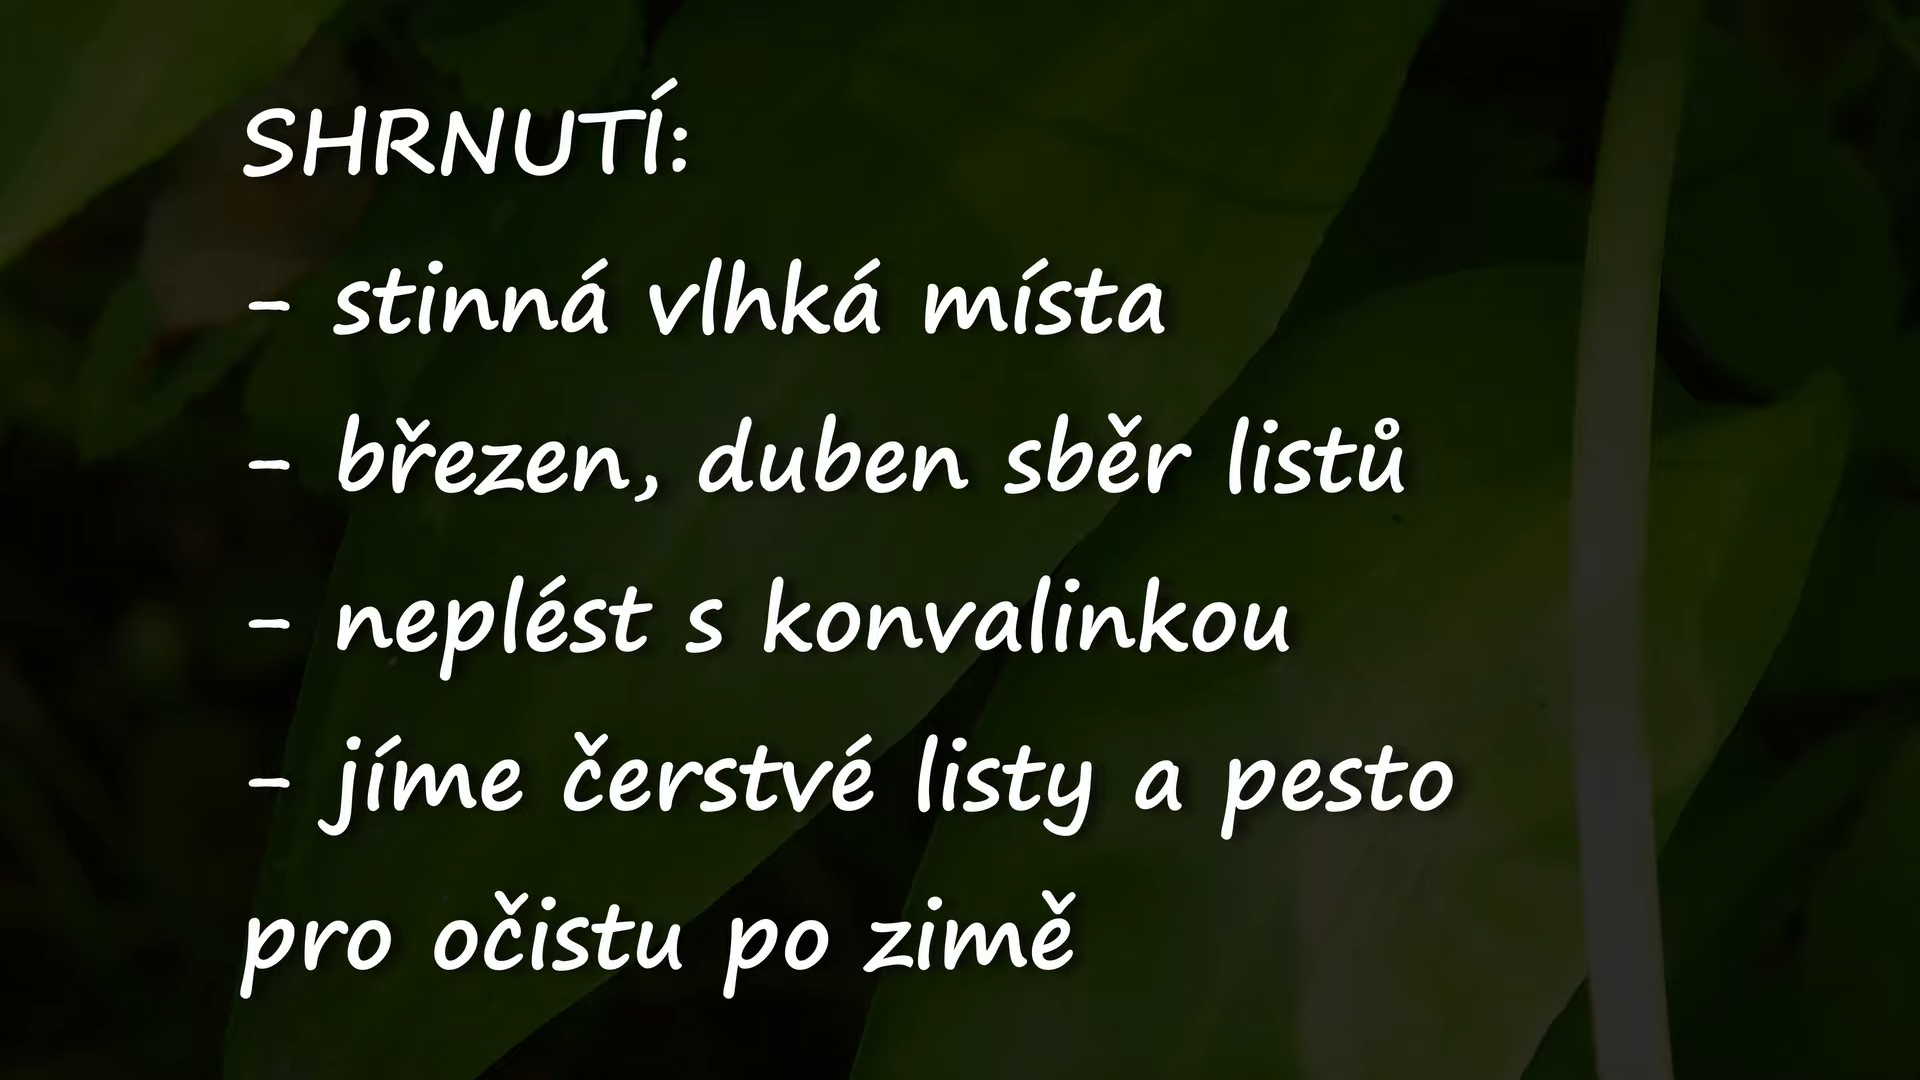 SHRNUTÍ:
- stinná vlhká místa
- březen, duben sběr listů
- neplést s konvalinkou
- jíme čerstvé listy a pesto
pro očistu po zimě